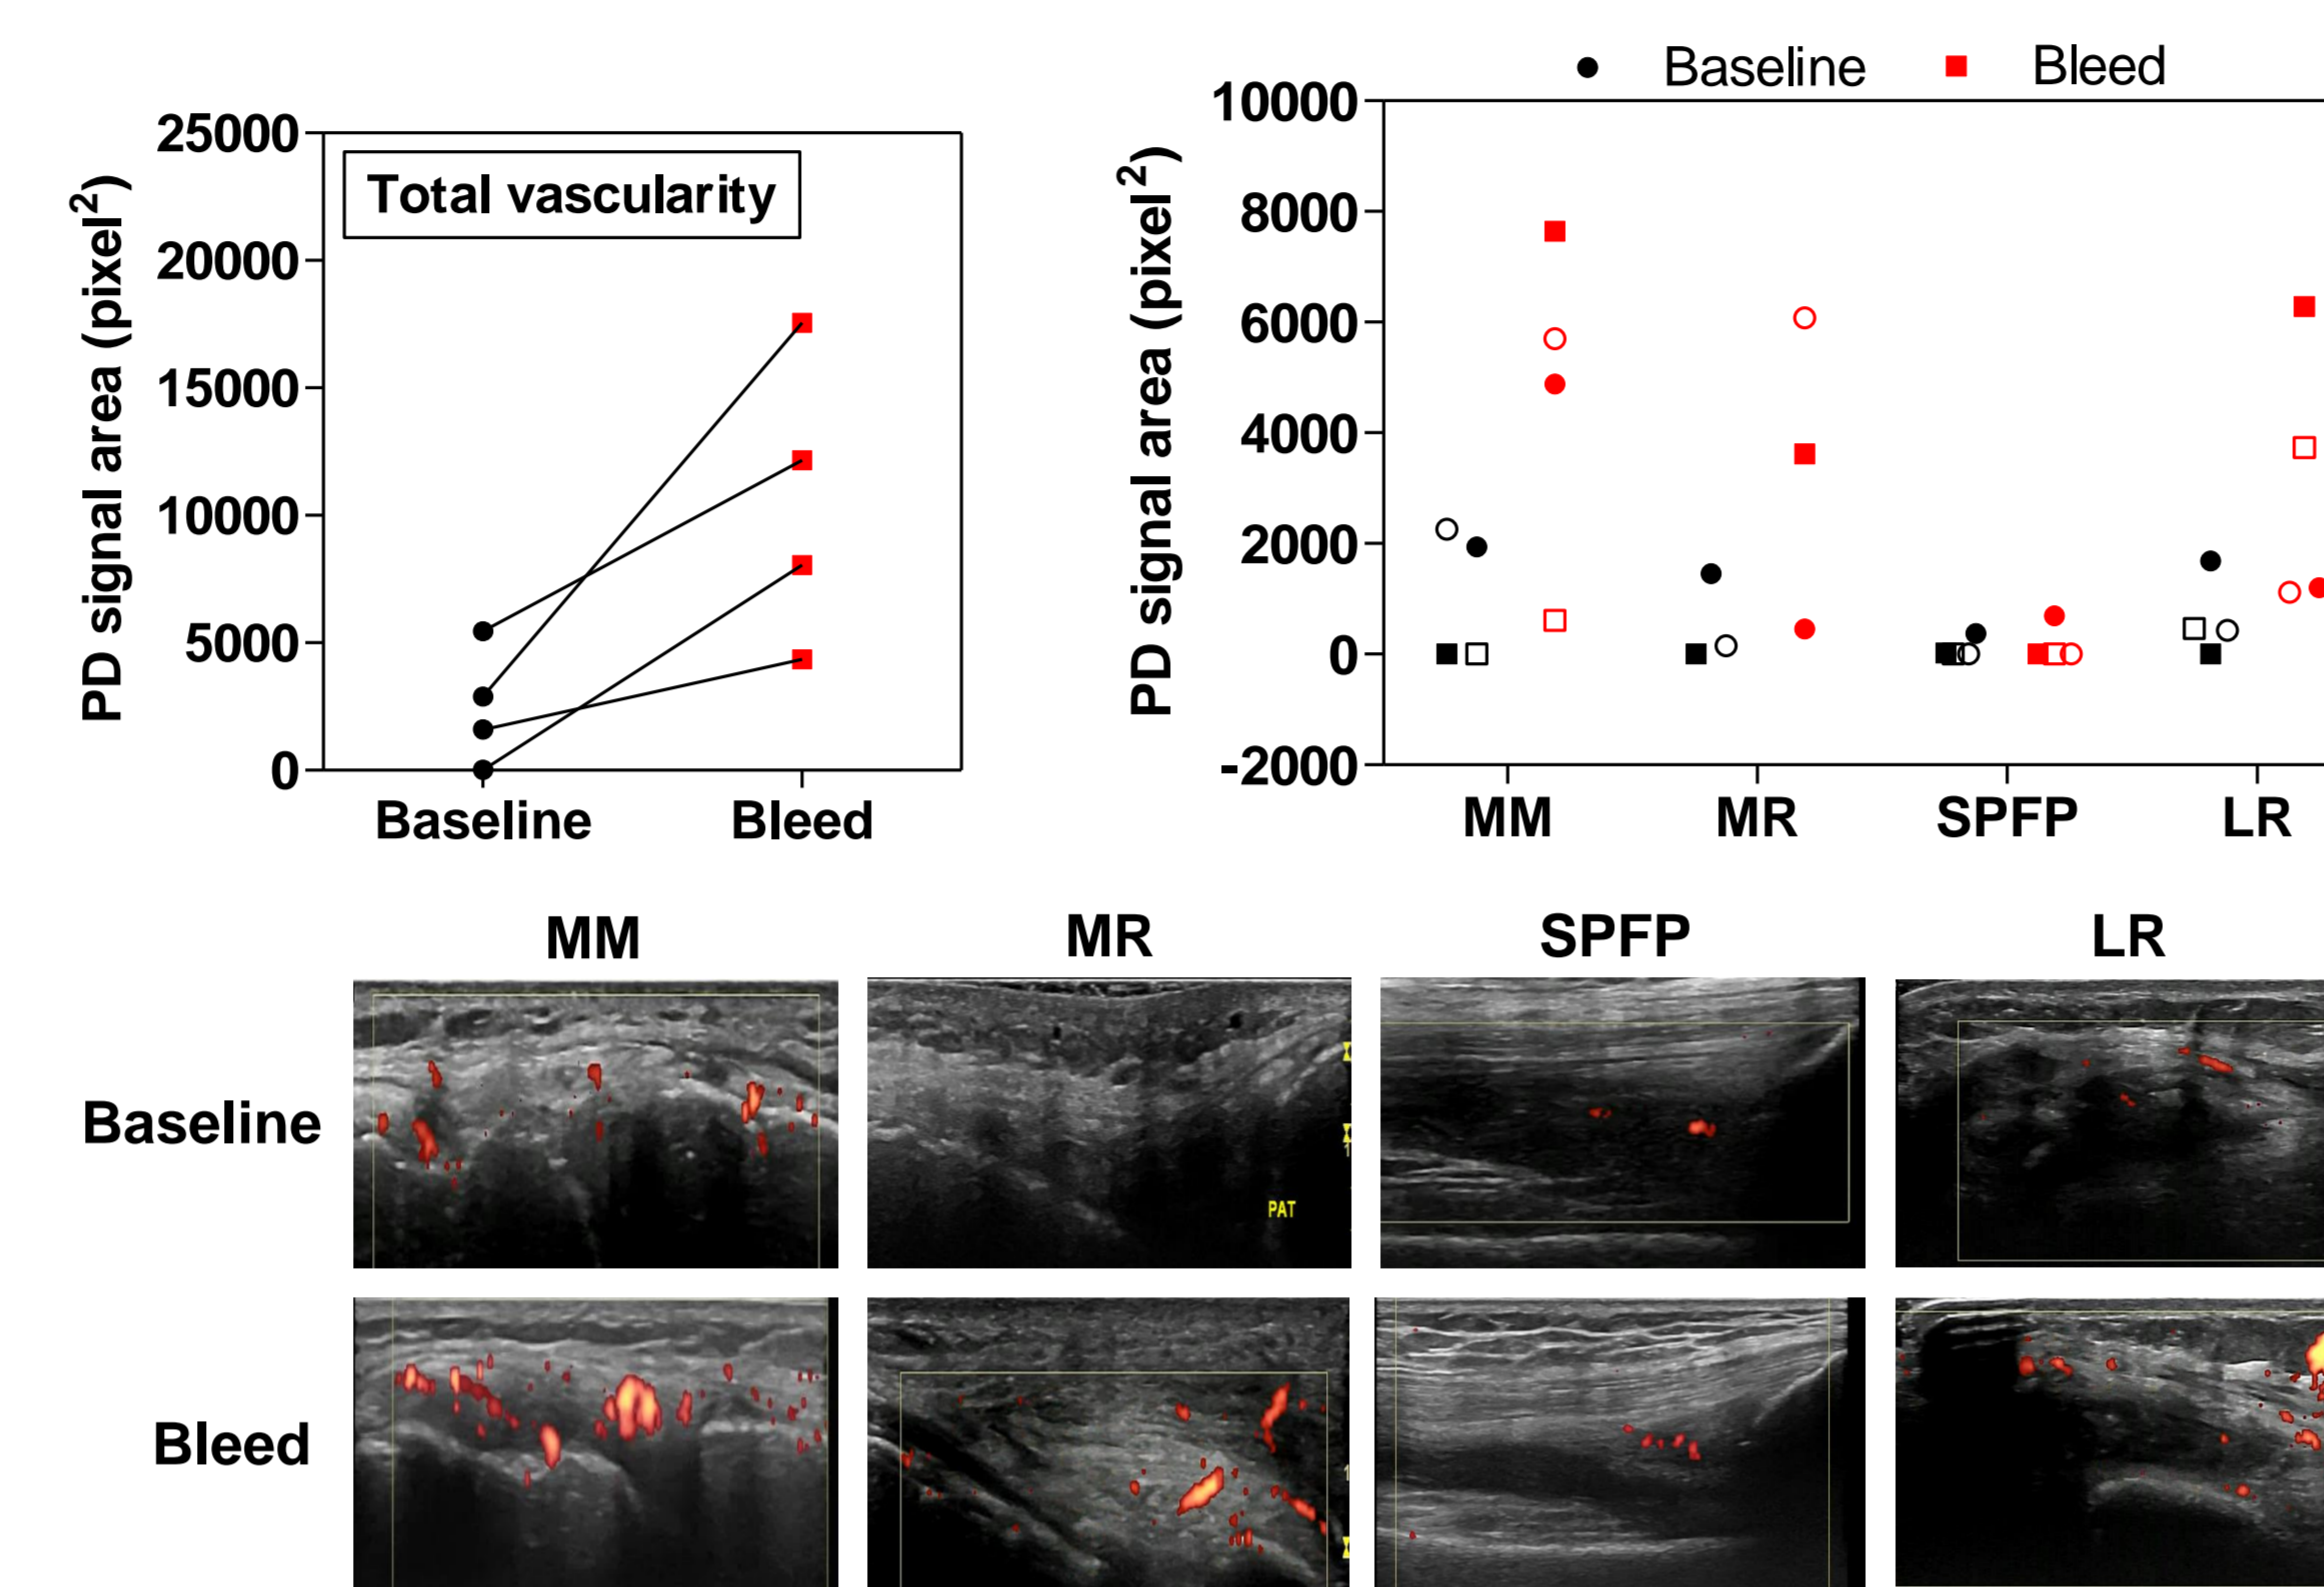 Baseline Bleed
PD signal area (pixel²)
25000
20000
15000
10000
5000
0
Total vascularity
Baseline Bleed
PD signal area (pixel²)
10000
8000
6000
4000
2000
0
-2000
MM MR SPFP LR
MM MR SPFP LR
Baseline
PAT
Bleed